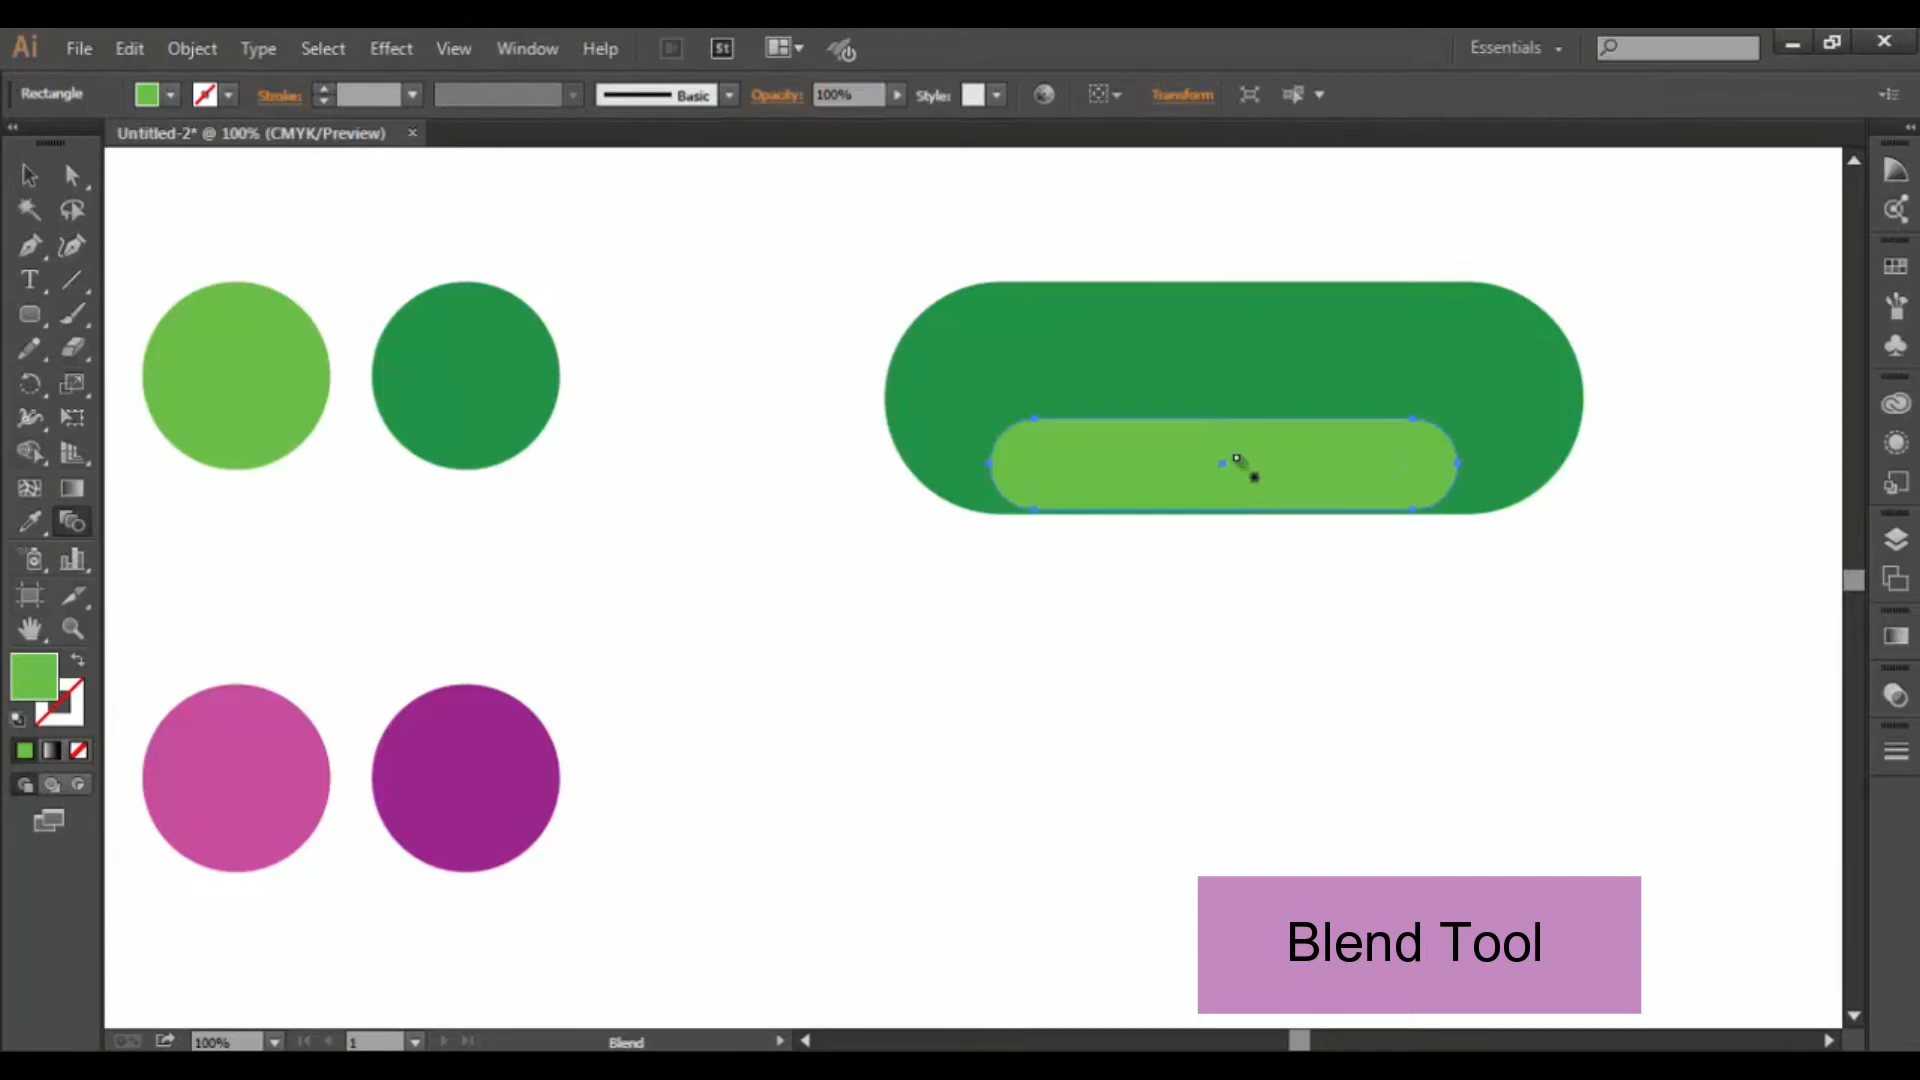 Ai File Edit Object Type Select Effect View Window Help Br St Essentials
Rectangle Stroke: Basic Opacity: 100% Style: Transform
Untitled-2* @ 100% (CMYK/Preview)
T
Blend Tool
100% 1 Blend